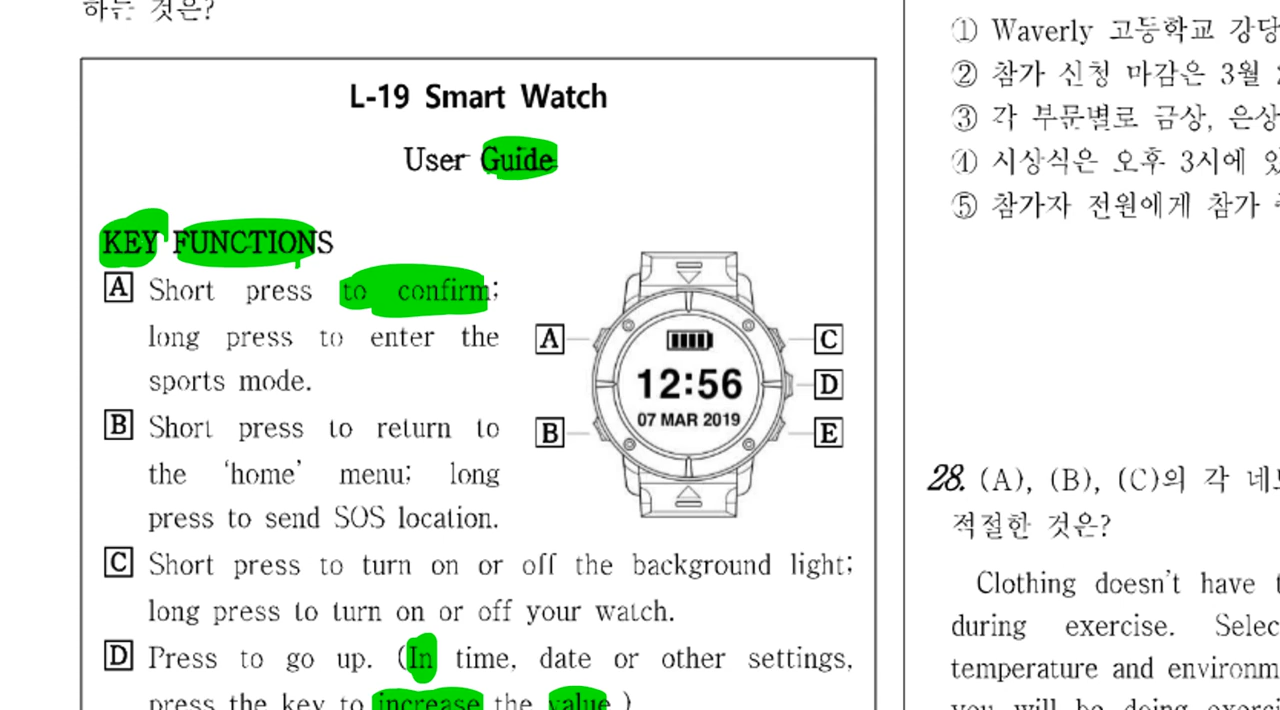 하는 것은?
L-19 Smart Watch
User Guide
KEY FUNCTIONS
A Short press to confirm;
long press to enter the
sports mode.
B Short press to return to
the 'home' menu; long
press to send SOS location.
C Short press to turn on or off the background light;
long press to turn on or off your watch.
D Press to go up. (In time, date or other settings,
press the key to increase the value.)
A
B
C
D
E
12:56
07 MAR 2019
① Waverly 고등학교 강당
② 참가 신청 마감은 3월
③ 각 부문별로 금상, 은상
④ 시상식은 오후 3시에
⑤ 참가자 전원에게 참가
28. (A), (B), (C)의 각
적절한 것은?
Clothing doesn't have
during exercise. Selec
temperature and environm
you will be doing exerci